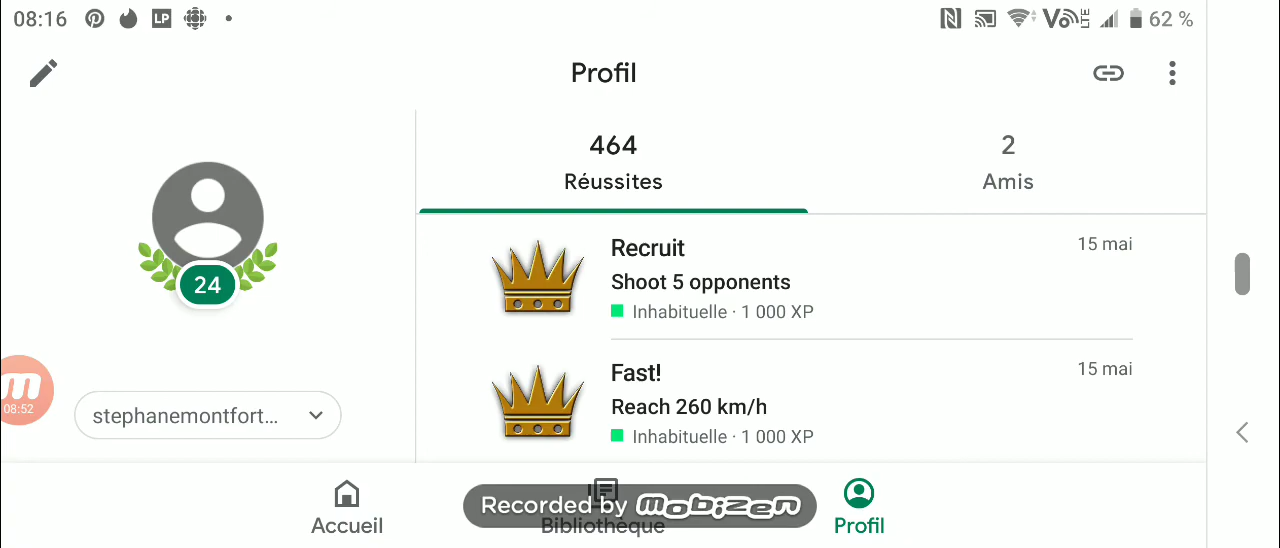 08:16
LP
VoLTE
62 %
Profil
24
stephanemontfort...
464
Réussites
2
Amis
Recruit
15 mai
Shoot 5 opponents
Inhabituelle · 1 000 XP
Fast!
15 mai
Reach 260 km/h
Inhabituelle · 1 000 XP
08:52
Accueil
Bibliothèque
Profil
Recorded by mobizen